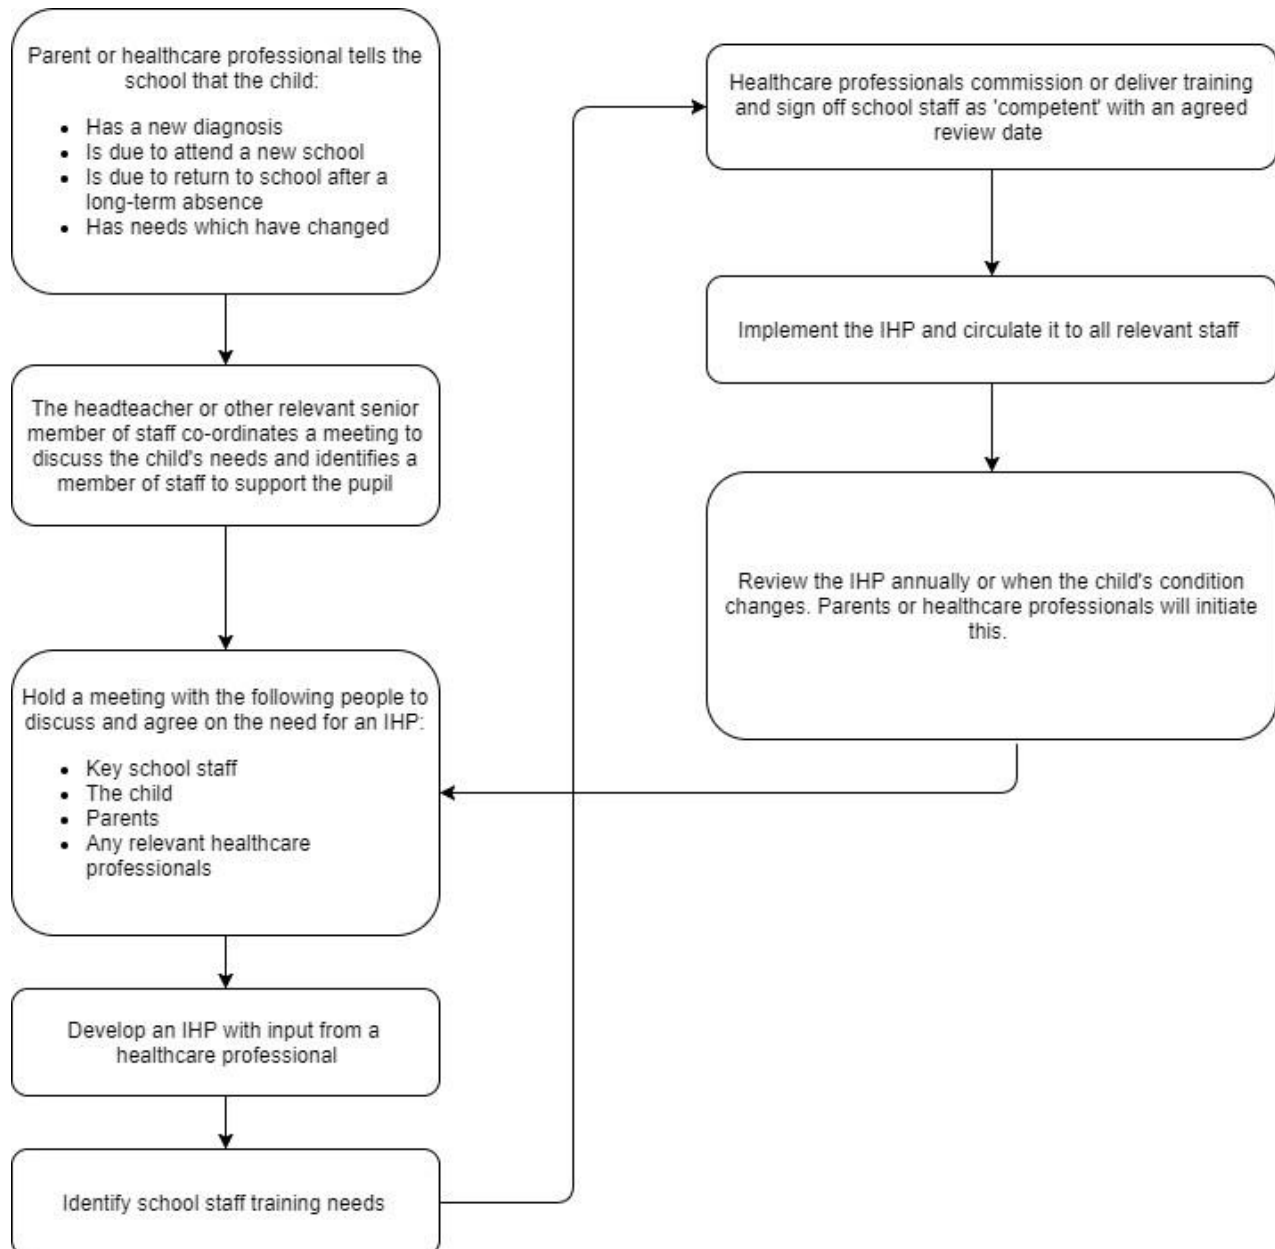 Parent or healthcare professional tells the
school that the child:
• Has a new diagnosis
• Is due to attend a new school
• Is due to return to school after a
long-term absence
• Has needs which have changed
The headteacher or other relevant senior
member of staff co-ordinates a meeting to
discuss the child's needs and identifies a
member of staff to support the pupil
Hold a meeting with the following people to
discuss and agree on the need for an IHP:
• Key school staff
• The child
• Parents
• Any relevant healthcare
professionals
Develop an IHP with input from a
healthcare professional
Identify school staff training needs
Healthcare professionals commission or deliver training
and sign off school staff as 'competent' with an agreed
review date
Implement the IHP and circulate it to all relevant staff
Review the IHP annually or when the child's condition
changes. Parents or healthcare professionals will initiate
this.